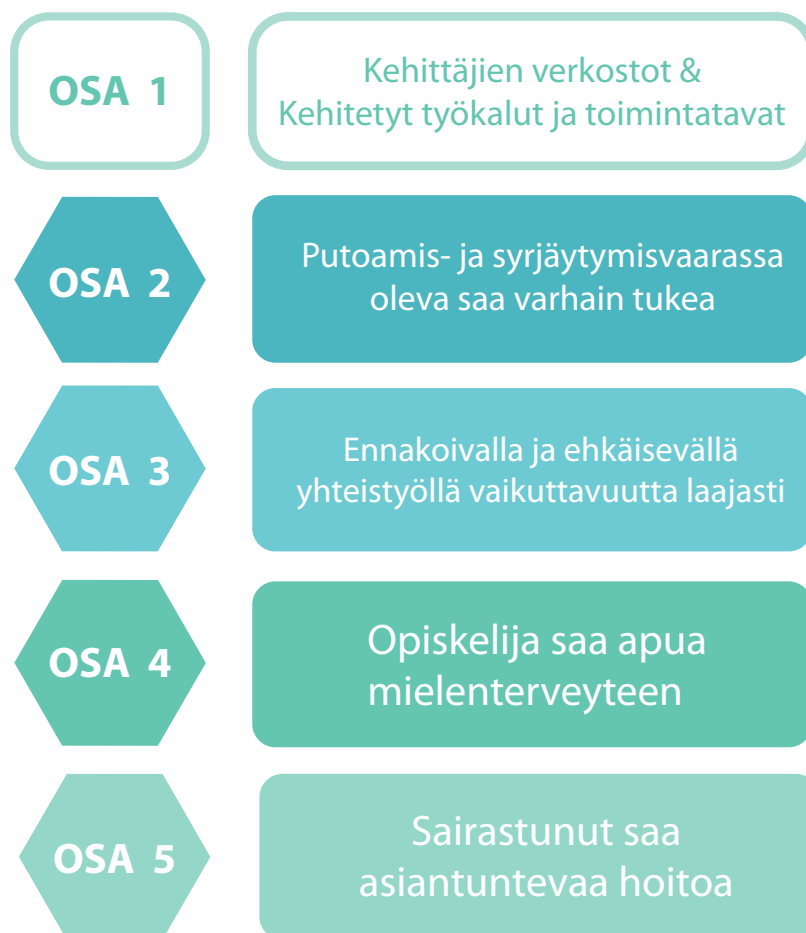 OSA 1
Kehittäjien verkostot &
Kehitetyt työkalut ja toimintatavat
OSA 2
Putoamis- ja syrjäytymisvaarassa
oleva saa varhain tukea
OSA 3
Ennakoivalla ja ehkäisevällä
yhteistyöllä vaikuttavuutta laajasti
OSA 4
Opiskelija saa apua
mielenterveyteen
OSA 5
Sairastunut saa
asiantuntevaa hoitoa